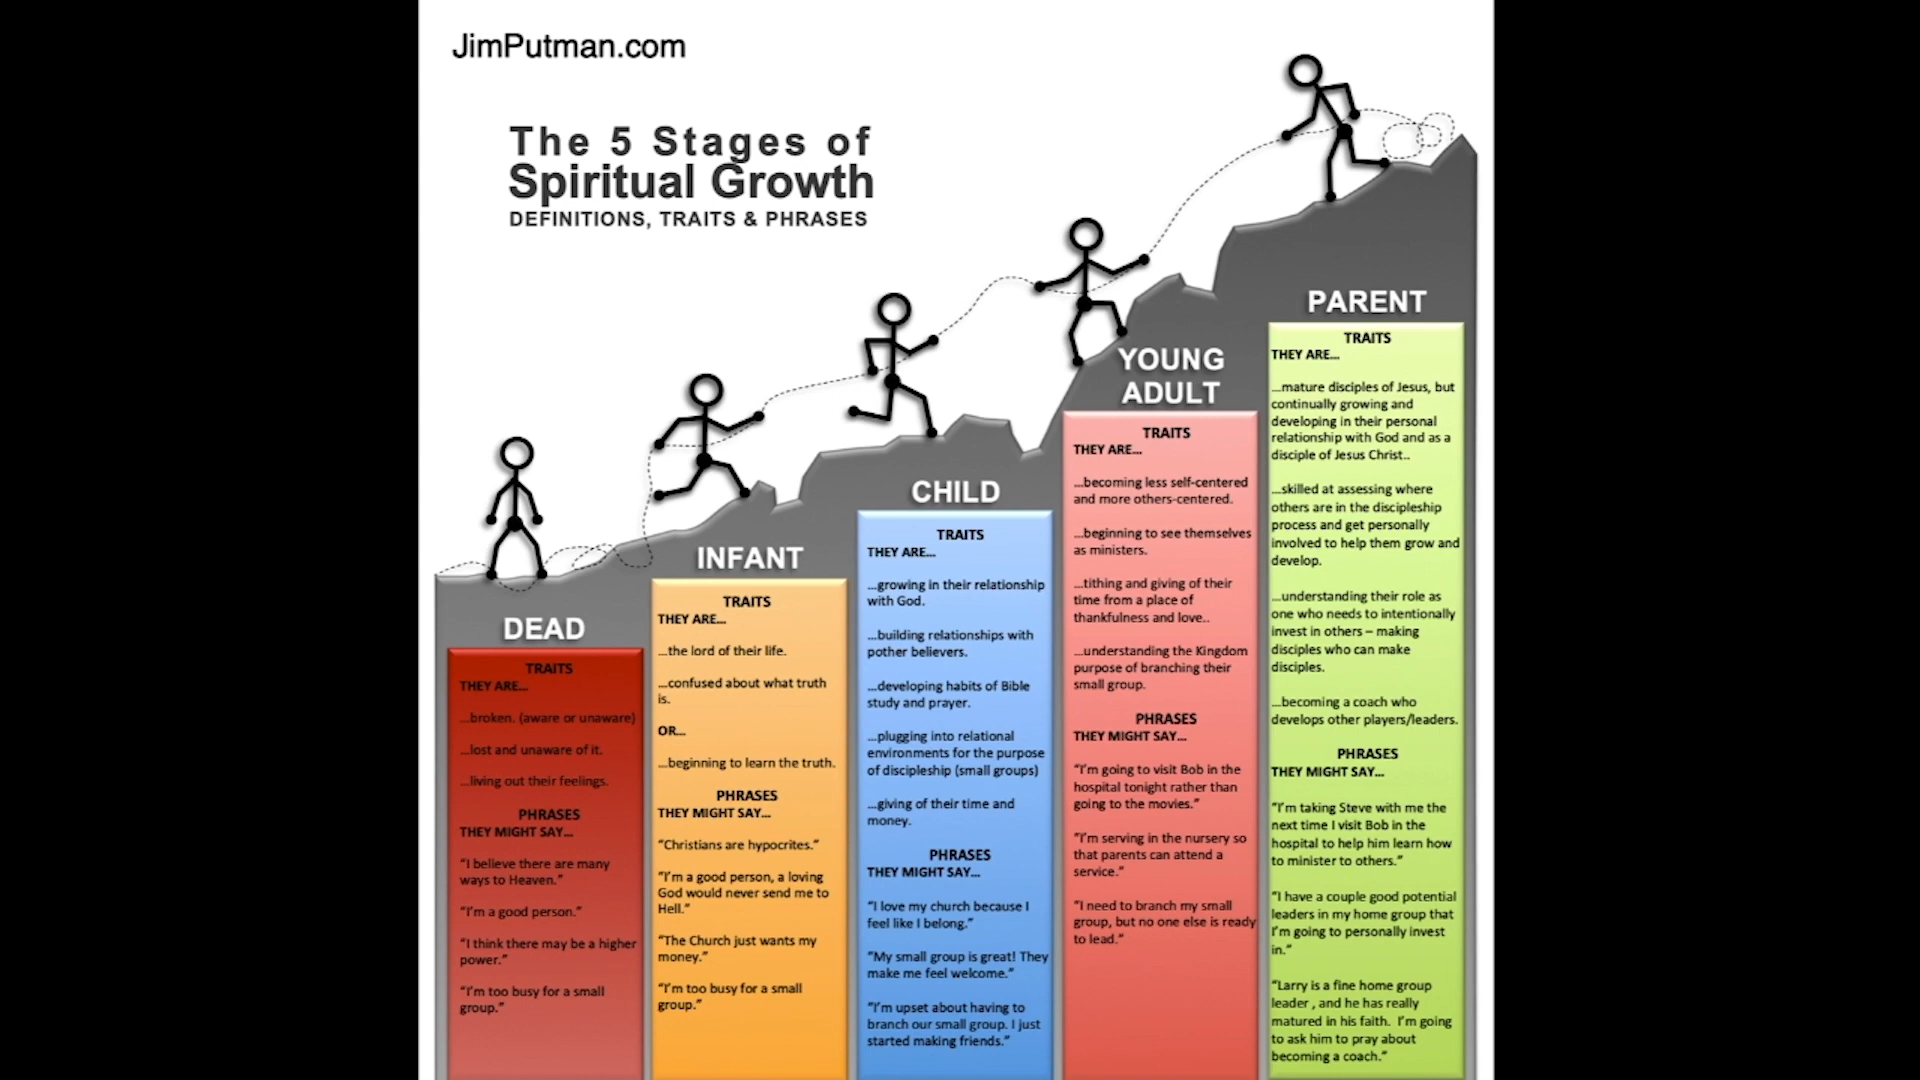 JimPutman.com
The 5 Stages of
Spiritual Growth
DEFINITIONS, TRAITS & PHRASES
DEAD
TRAITS
THEY ARE...
...broken. (aware or unaware)
...lost and unaware of it.
...living out their feelings.
PHRASES
THEY MIGHT SAY...
“I believe there are many
ways to Heaven.”
“I’m a good person.”
“I think there may be a higher
power.”
“I’m too busy for a small
group.”
INFANT
TRAITS
THEY ARE...
...the lord of their life.
...confused about what truth
is.
OR...
...beginning to learn the truth.
PHRASES
THEY MIGHT SAY...
“Christians are hypocrites.”
“I’m a good person, a loving
God would never send me to
Hell.”
“The Church just wants my
money.”
“I’m too busy for a small
group.”
CHILD
TRAITS
THEY ARE...
...growing in their relationship
with God.
...building relationships with
pother believers.
...developing habits of Bible
study and prayer.
...plugging into relational
environments for the purpose
of discipleship (small groups)
...giving of their time and
money.
PHRASES
THEY MIGHT SAY...
“I love my church because I
feel like I belong.”
“My small group is great! They
make me feel welcome.”
“I’m upset about having to
branch our small group. I just
started making friends.”
YOUNG
ADULT
TRAITS
THEY ARE...
...becoming less self-centered
and more others-centered.
...beginning to see themselves
as ministers.
...tithing and giving of their
time from a place of
thankfulness and love..
...understanding the Kingdom
purpose of branching their
small group.
PHRASES
THEY MIGHT SAY...
“I’m going to visit Bob in the
hospital tonight rather than
going to the movies.”
“I’m serving in the nursery so
that parents can attend a
service.”
“I need to branch my small
group, but no one else is ready
to lead.”
PARENT
TRAITS
THEY ARE...
...mature disciples of Jesus, but
continually growing and
developing in their personal
relationship with God and as a
disciple of Jesus Christ..
...skilled at assessing where
others are in the discipleship
process and get personally
involved to help them grow and
develop.
...understanding their role as
one who needs to intentionally
invest in others – making
disciples who can make
disciples.
...becoming a coach who
develops other players/leaders.
PHRASES
THEY MIGHT SAY...
“I’m taking Steve with me the
next time I visit Bob in the
hospital to help him learn how
to minister to others.”
“I have a couple good potential
leaders in my home group that
I’m going to personally invest
in.”
“Larry is a fine home group
leader , and he has really
matured in his faith.  I’m going
to ask him to pray about
becoming a coach.”